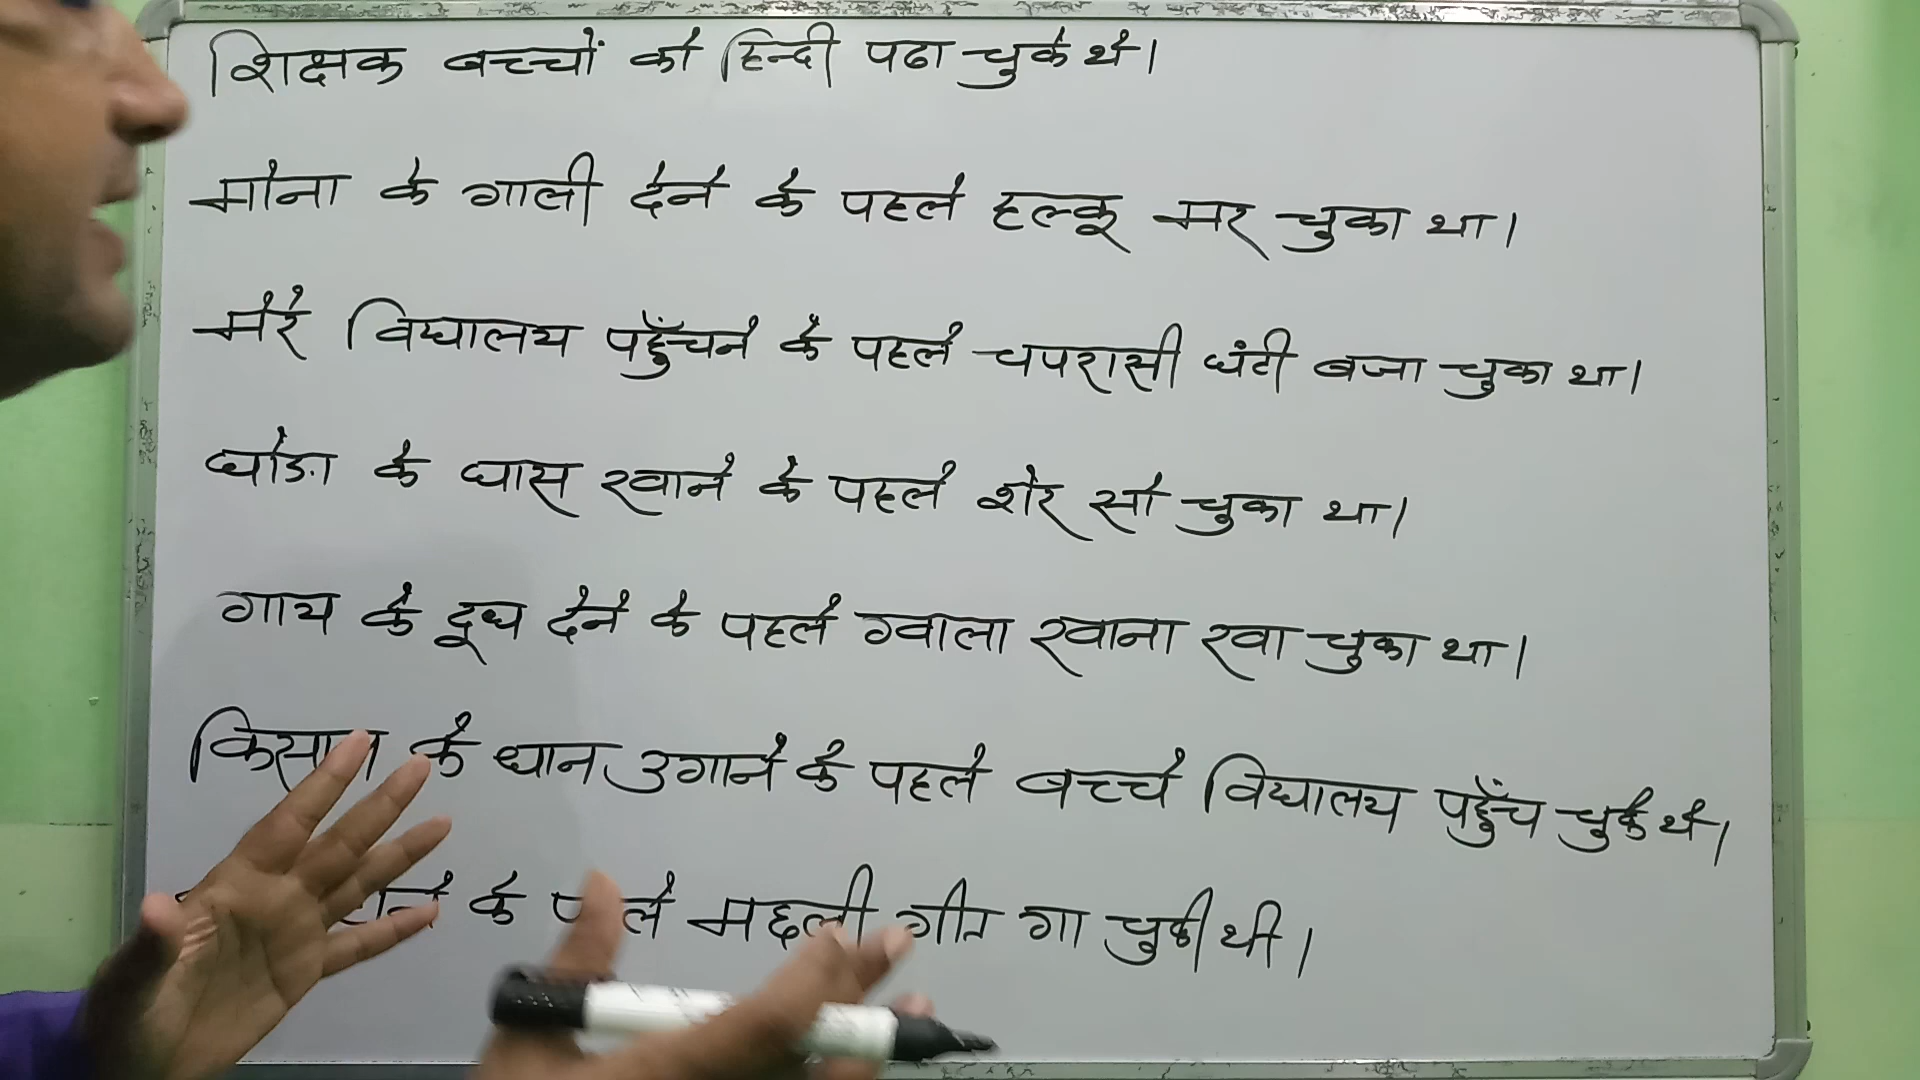 शिक्षक बच्चों को हिन्दी पढा चुके थे।
मोना के गाली देने के पहले हल्कू मर चुका था।
मेरे विद्यालय पहुँचने के पहले चपरासी घंटी बजा चुका था।
घोड़ा के घास खाने के पहले शेर सो चुका था।
गाय के दूध देने के पहले ग्वाला खाना खा चुका था।
किसान के धान उगाने के पहले बच्चे विद्यालय पहुँच चुके थे।
के पहले मछली गीत गा चुकी थी।